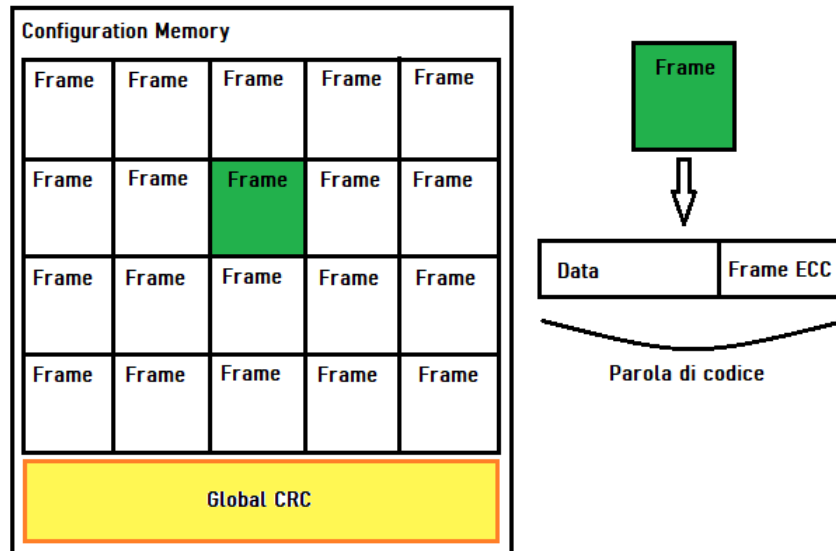 Configuration Memory
Frame Frame Frame Frame Frame
Frame Frame Frame Frame Frame
Frame Frame Frame Frame Frame
Frame Frame Frame Frame Frame
Global CRC
Frame
Data Frame ECC
Parola di codice